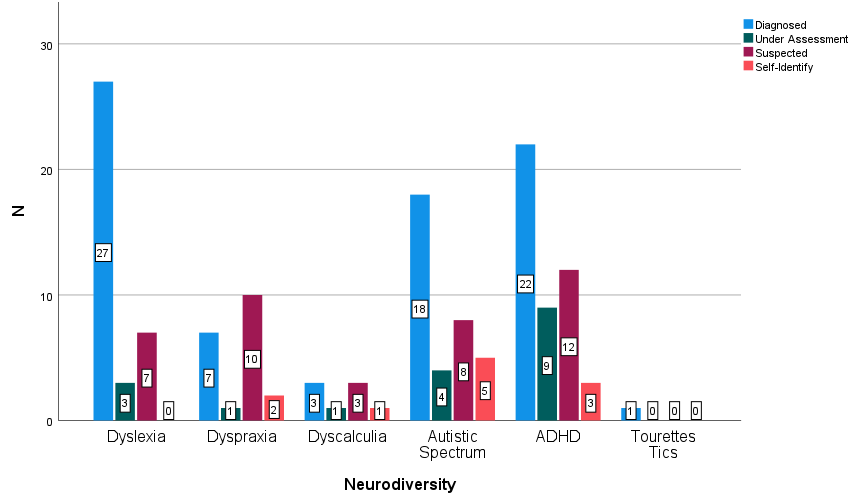 Diagnosed
Under Assessment
Suspected
Self-Identify
30
20
10
0
N
27
3
7
0
7
1
10
2
3
1
3
1
18
4
8
5
22
9
12
3
1
0
0
0
Dyslexia
Dyspraxia
Dyscalculia
Autistic
Spectrum
ADHD
Tourettes
Tics
Neurodiversity